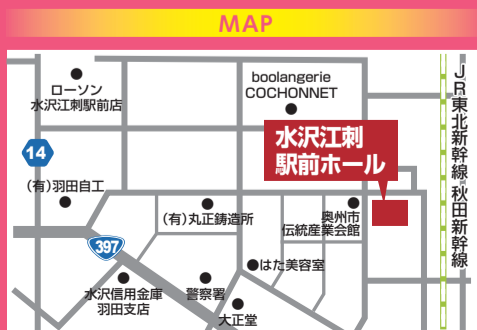 MAP
ローソン
水沢江刺駅前店
boolangerie
COCHONNET
JR東北新幹線・秋田新幹線
水沢江刺
駅前ホール
14
(有)羽田自工
(有)丸正鋳造所
奥州市
伝統産業会館
397
はた美容室
水沢信用金庫
羽田支店
警察署
大正堂